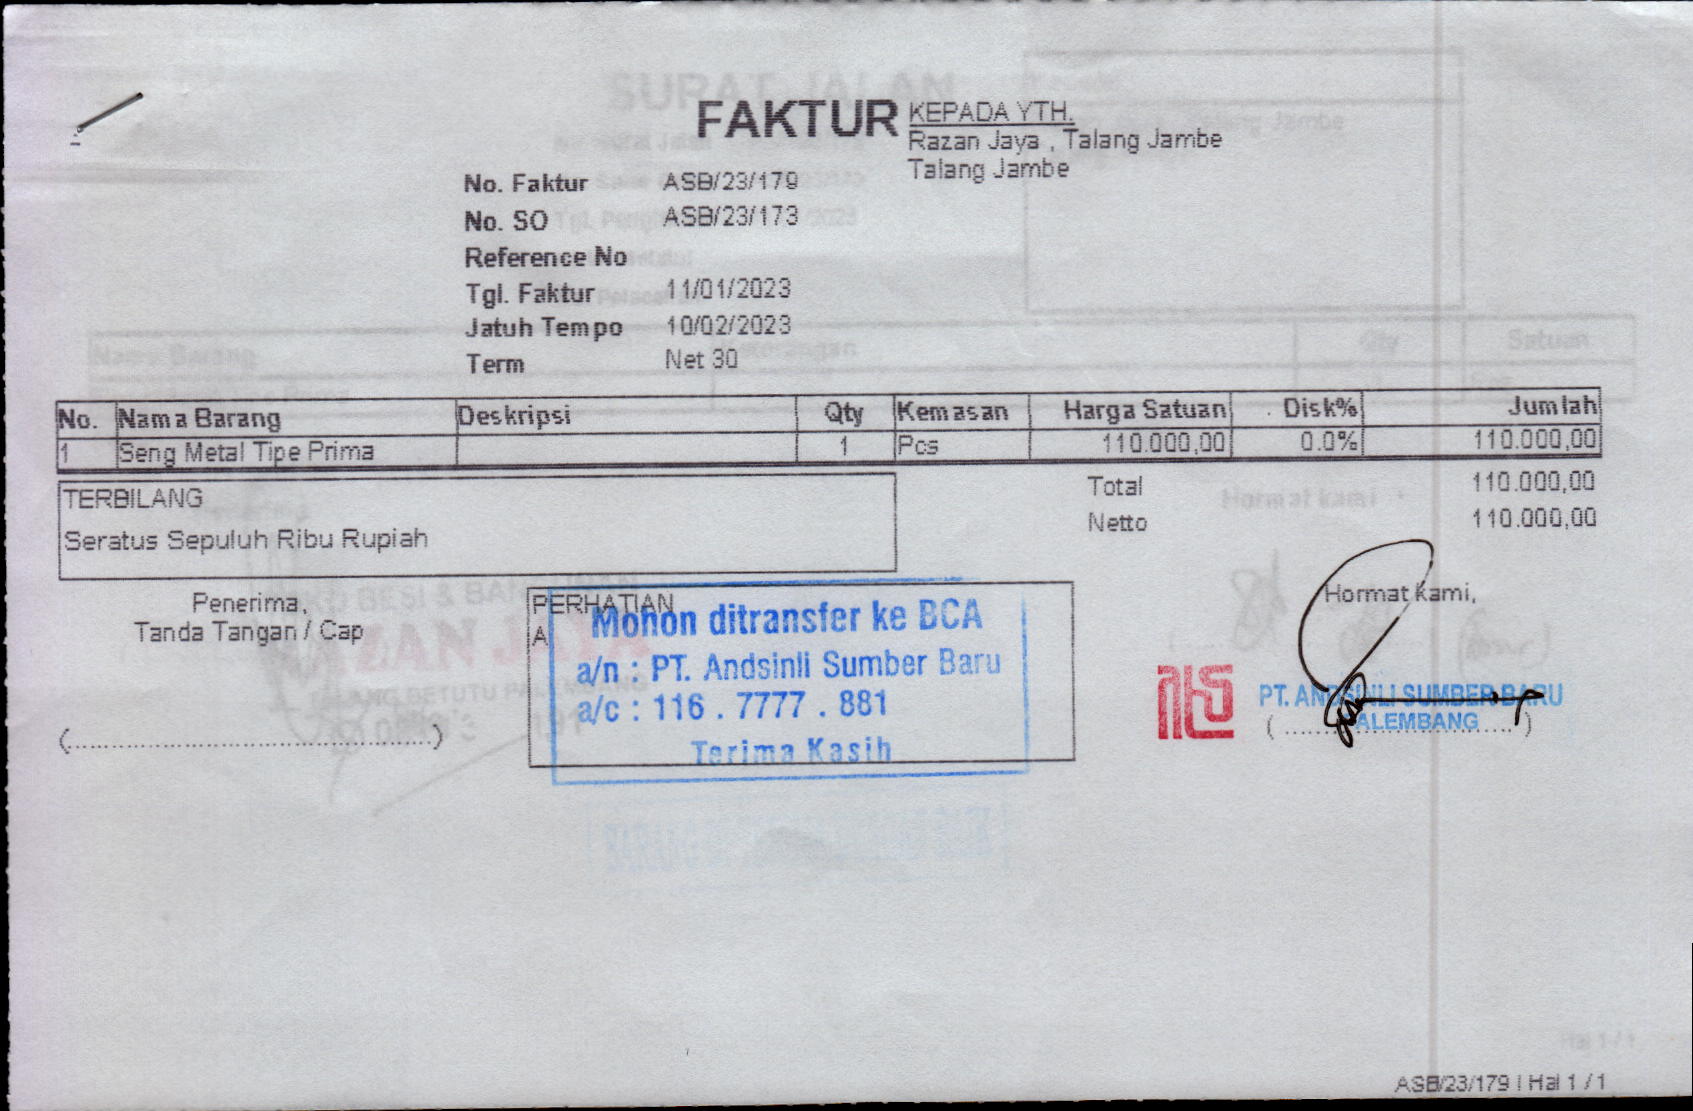 FAKTUR
KEPADA YTH.
Razan Jaya , Talang Jambe
Talang Jambe
No. Faktur ASB/23/179
No. SO ASB/23/173
Reference No
Tgl. Faktur 11/01/2023
Jatuh Tempo 10/02/2023
Term Net 30
No. Nama Barang Deskripsi Qty Kemasan Harga Satuan Disk% Jumlah
1 Seng Metal Tipe Prima 1 Pcs 110.000,00 0.0% 110.000,00
TERBILANG
Seratus Sepuluh Ribu Rupiah
Total 110.000,00
Netto 110.000,00
Penerima,
Tanda Tangan / Cap
(...................................................)
PERHATIAN
A
Mohon ditransfer ke BCA
a/n : PT. Andsinli Sumber Baru
a/c : 116 . 7777 . 881
Terima Kasih
Hormat Kami,
PT. ANDSINLI SUMBER BARU
PALEMBANG
ASB/23/179 | Hal 1 / 1